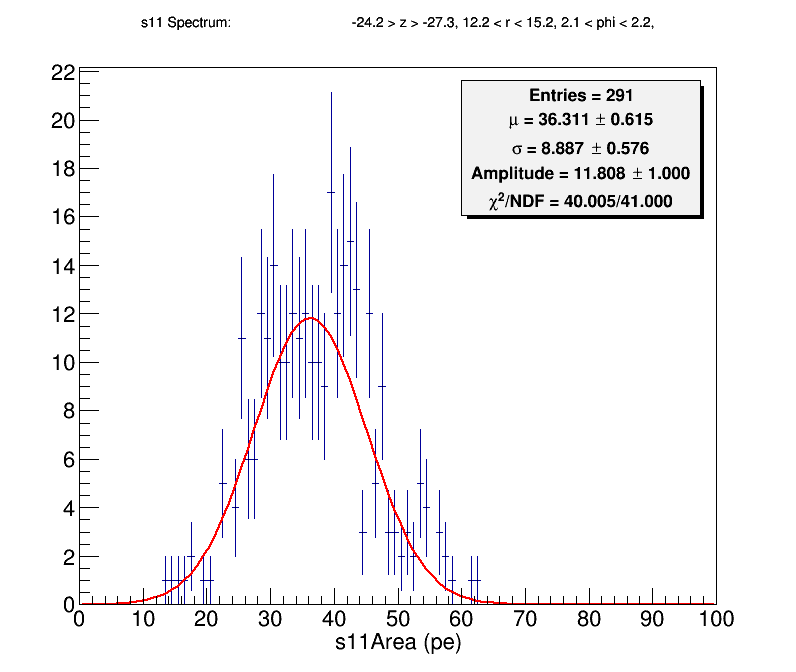 s11 Spectrum: -24.2 > z > -27.3, 12.2 < r < 15.2, 2.1 < phi < 2.2,
Entries = 291
μ = 36.311 ± 0.615
σ = 8.887 ± 0.576
Amplitude = 11.808 ± 1.000
χ²/NDF = 40.005/41.000
22
20
18
16
14
12
10
8
6
4
2
0
0 10 20 30 40 50 60 70 80 90 100
s11Area (pe)